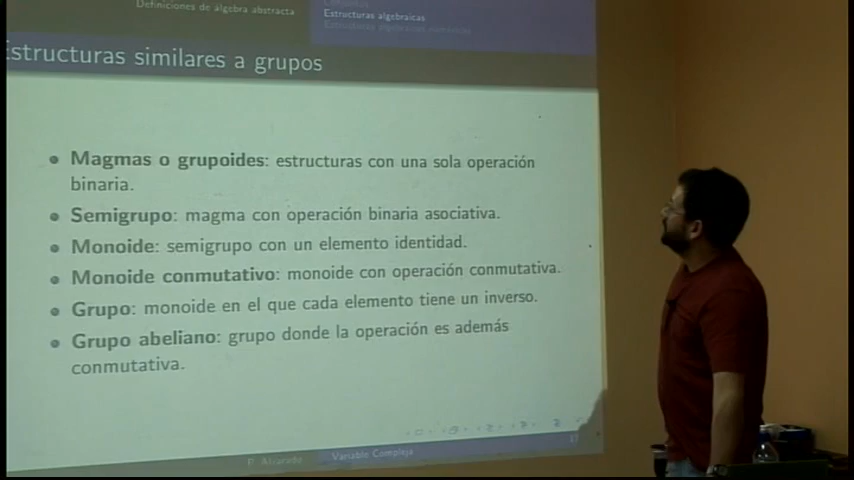 Definiciones de álgebra abstracta
Estructuras algebraicas
Estructuras similares a grupos
Magmas o grupoides: estructuras con una sola operación
binaria.
Semigrupo: magma con operación binaria asociativa.
Monoide: semigrupo con un elemento identidad.
Monoide conmutativo: monoide con operación conmutativa.
Grupo: monoide en el que cada elemento tiene un inverso.
Grupo abeliano: grupo donde la operación es además
conmutativa.
P. Alvarado Variable Compleja